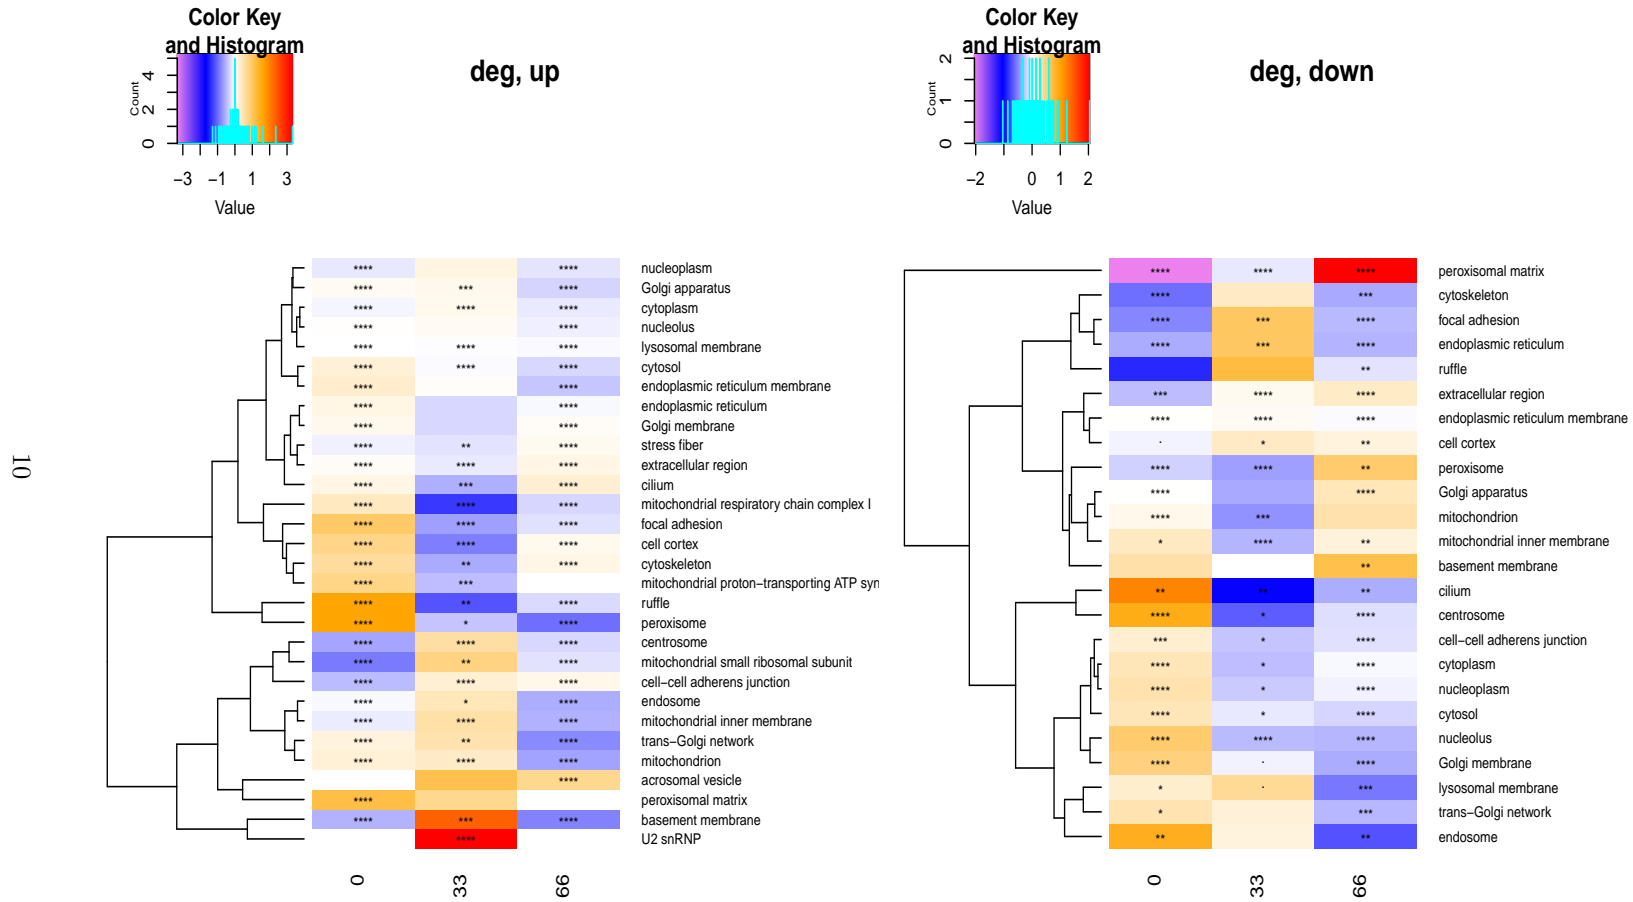 Color Key
and Histogram
Count
0 2 4
−3 −1 1 3
Value
deg, up
**** **** nucleoplasm
**** *** **** Golgi apparatus
**** **** **** cytoplasm
**** **** nucleolus
**** **** **** lysosomal membrane
**** **** **** cytosol
**** **** endoplasmic reticulum membrane
**** **** endoplasmic reticulum
**** **** Golgi membrane
**** ** **** stress fiber
**** **** **** extracellular region
**** *** **** cilium
**** **** **** mitochondrial respiratory chain complex I
**** **** **** focal adhesion
**** **** **** cell cortex
**** ** **** cytoskeleton
**** *** mitochondrial proton−transporting ATP syn
**** ** **** ruffle
**** * **** peroxisome
**** **** **** centrosome
**** ** **** mitochondrial small ribosomal subunit
**** **** **** cell−cell adherens junction
**** * **** endosome
**** **** **** mitochondrial inner membrane
**** ** **** trans−Golgi network
**** **** **** mitochondrion
**** acrosomal vesicle
**** peroxisomal matrix
**** *** **** basement membrane
**** U2 snRNP
0 33 66
Color Key
and Histogram
Count
0 1 2
−2 0 1 2
Value
deg, down
**** **** **** peroxisomal matrix
**** *** cytoskeleton
**** *** **** focal adhesion
**** *** **** endoplasmic reticulum
** ruffle
*** **** **** extracellular region
**** **** **** endoplasmic reticulum membrane
. * ** cell cortex
**** **** ** peroxisome
**** **** Golgi apparatus
**** *** mitochondrion
* **** ** mitochondrial inner membrane
** basement membrane
** ** ** cilium
**** * **** centrosome
*** * **** cell−cell adherens junction
**** * **** cytoplasm
**** * **** nucleoplasm
**** * **** cytosol
**** **** **** nucleolus
**** . **** Golgi membrane
* . *** lysosomal membrane
* *** trans−Golgi network
** ** endosome
0 33 66
10